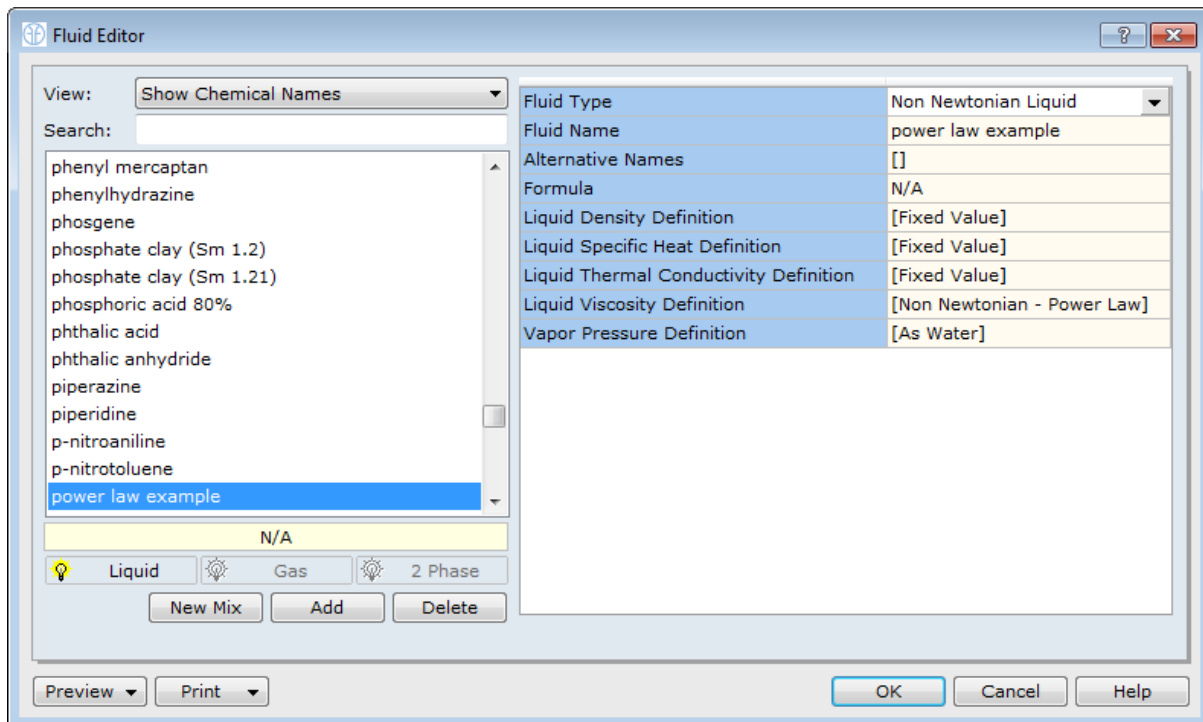 Fluid Editor
View: Show Chemical Names
Search:
phenyl mercaptan
phenylhydrazine
phosgene
phosphate clay (Sm 1.2)
phosphate clay (Sm 1.21)
phosphoric acid 80%
phthalic acid
phthalic anhydride
piperazine
piperidine
p-nitroaniline
p-nitrotoluene
power law example
N/A
Liquid Gas 2 Phase
New Mix Add Delete
Fluid Type Non Newtonian Liquid
Fluid Name power law example
Alternative Names []
Formula N/A
Liquid Density Definition [Fixed Value]
Liquid Specific Heat Definition [Fixed Value]
Liquid Thermal Conductivity Definition [Fixed Value]
Liquid Viscosity Definition [Non Newtonian - Power Law]
Vapor Pressure Definition [As Water]
Preview Print OK Cancel Help